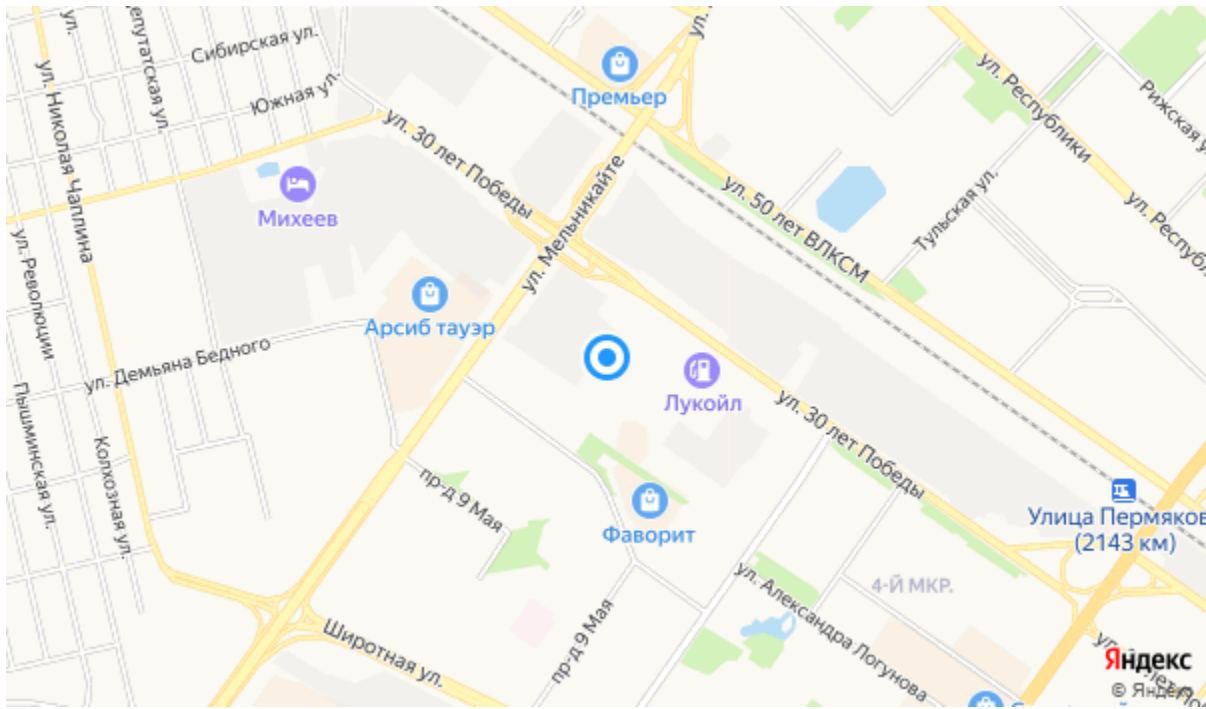 ул.
Депутатская ул.
Сибирская ул.
ул.
Премьер
ул. Республики
Рижская у
ул. Николая Чаплина
Южная ул.
ул. 30 лет Победы
ул. Мельникайте
ул. 50 лет ВЛКСМ
Тульская ул.
ул. Республ
Михеев
ул. Революции
Арсиб тауэр
ул. Демьяна Бедного
Лукойл
ул. 30 лет Победы
Пышминская ул.
Колхозная ул.
пр-д 9 Мая
Фаворит
Улица Пермяков
(2143 км)
4-Й МКР.
ул. Александра Логунова
пр-д 9 Мая
Широтная ул.
ул.
Яндекс
© Яндекс